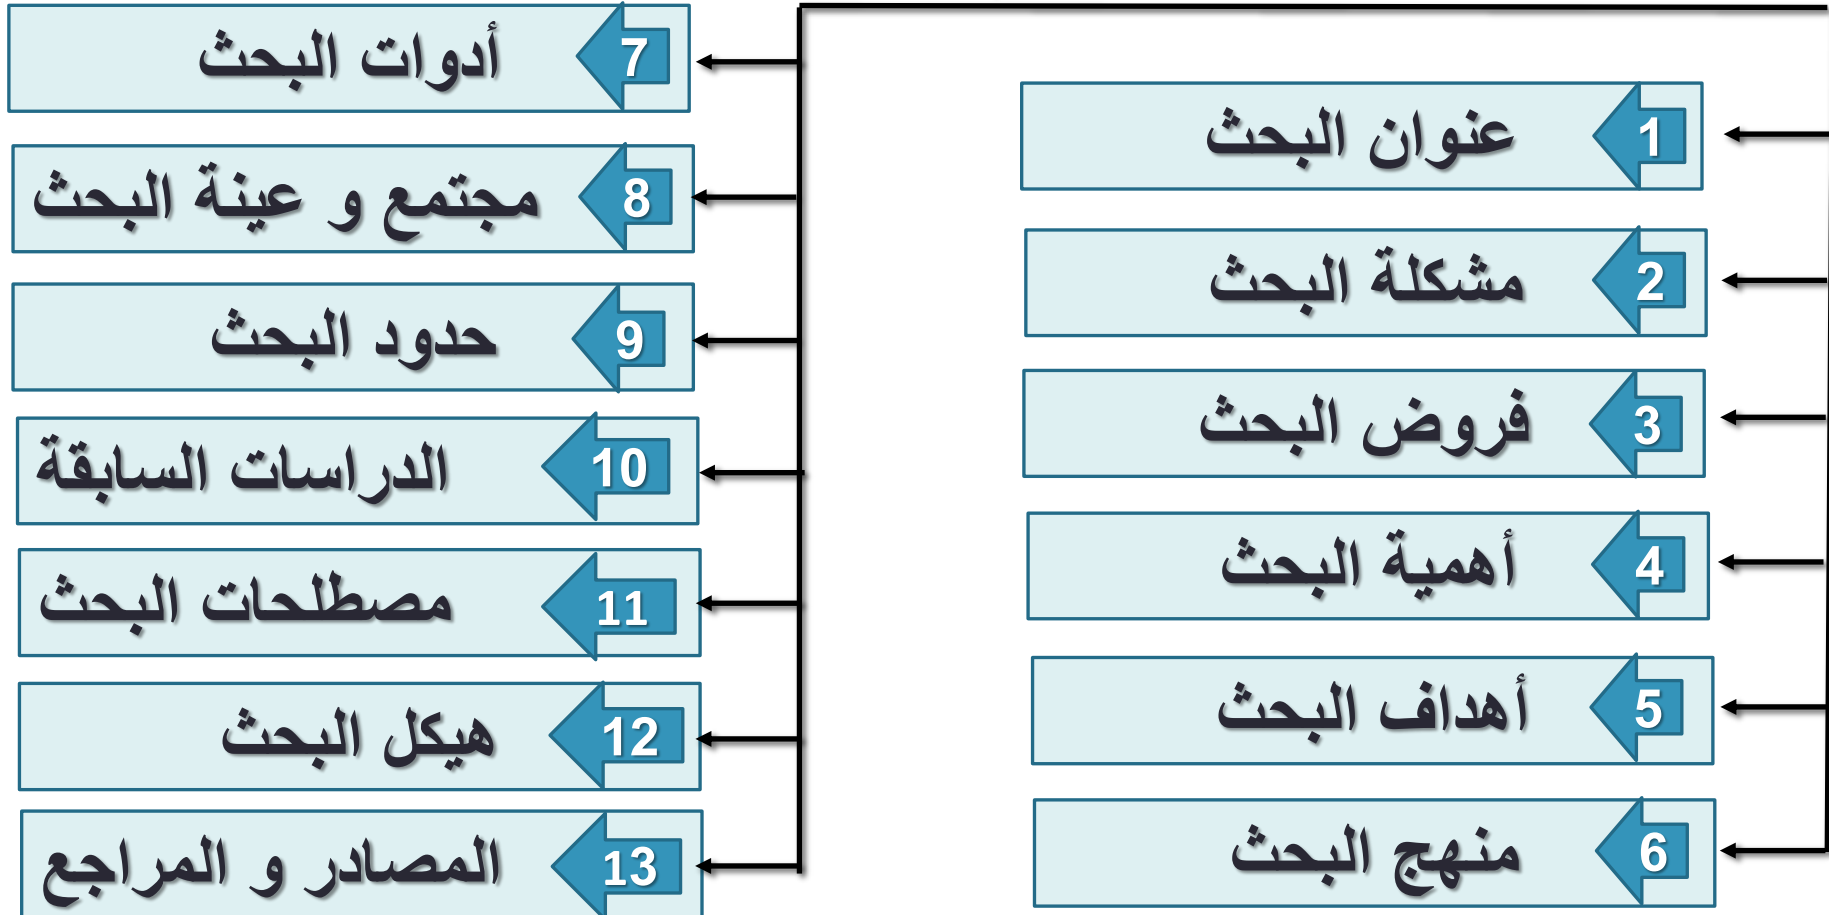 1 عنوان البحث
2 مشكلة البحث
3 فروض البحث
4 أهمية البحث
5 أهداف البحث
6 منهج البحث
7 أدوات البحث
8 مجتمع و عينة البحث
9 حدود البحث
10 الدراسات السابقة
11 مصطلحات البحث
12 هيكل البحث
13 المصادر و المراجع